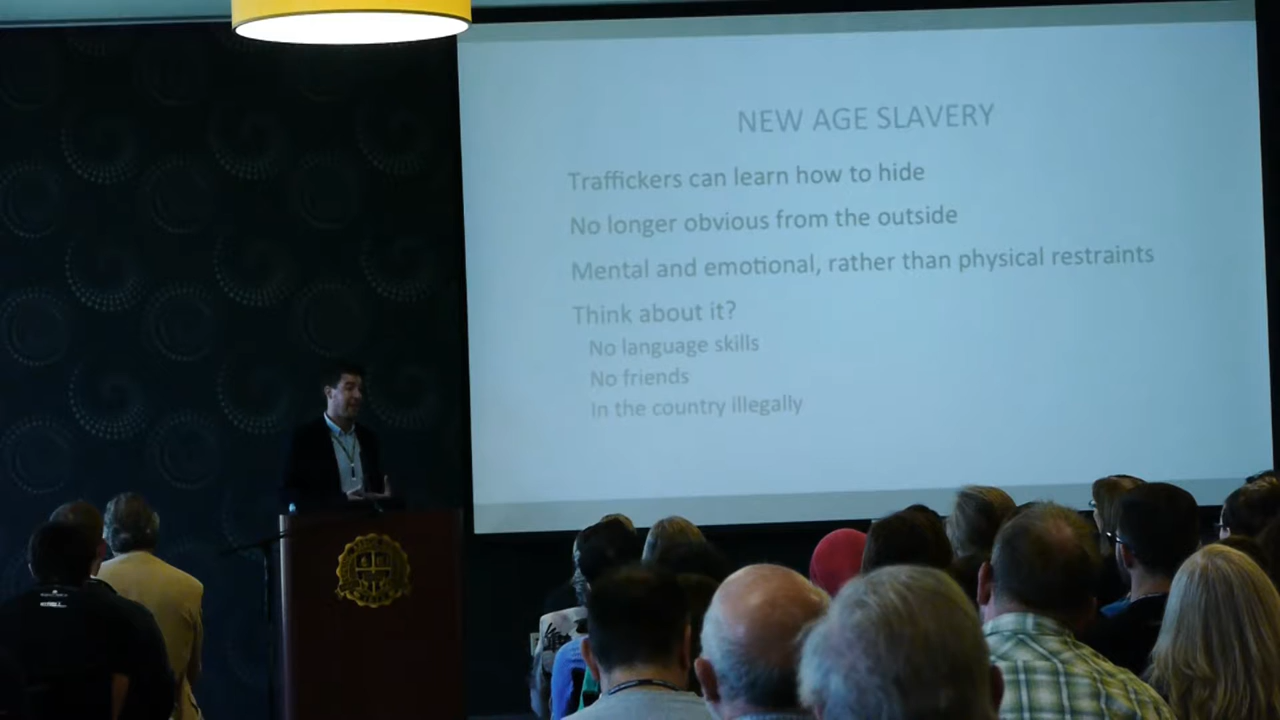 NEW AGE SLAVERY
Traffickers can learn how to hide
No longer obvious from the outside
Mental and emotional, rather than physical restraints
Think about it?
No language skills
No friends
In the country illegally